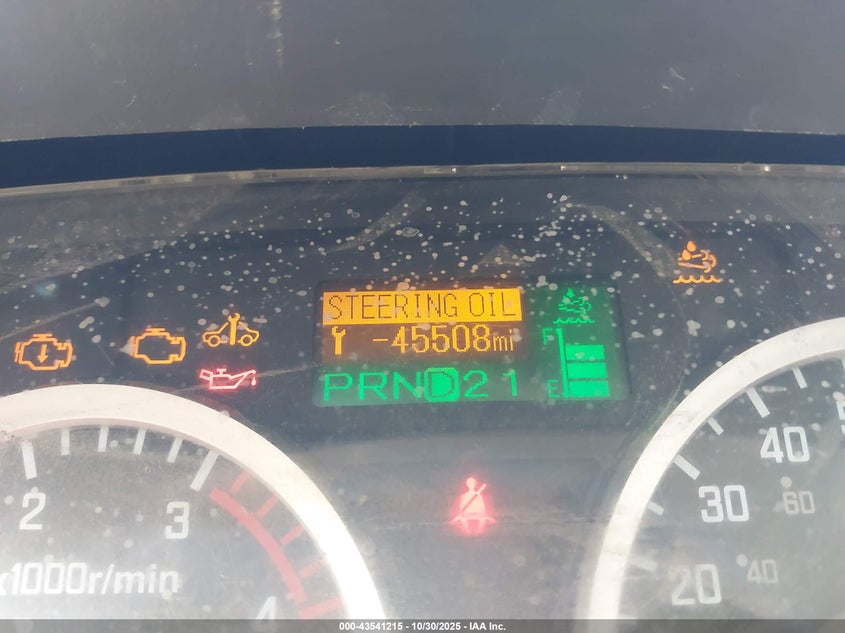 STEERING OIL
-45508mi
PRND21
F
E
2
3
4
x1000r/min
20
30
40
40
60
000-43541215 - 10/30/2025 - IAA Inc.